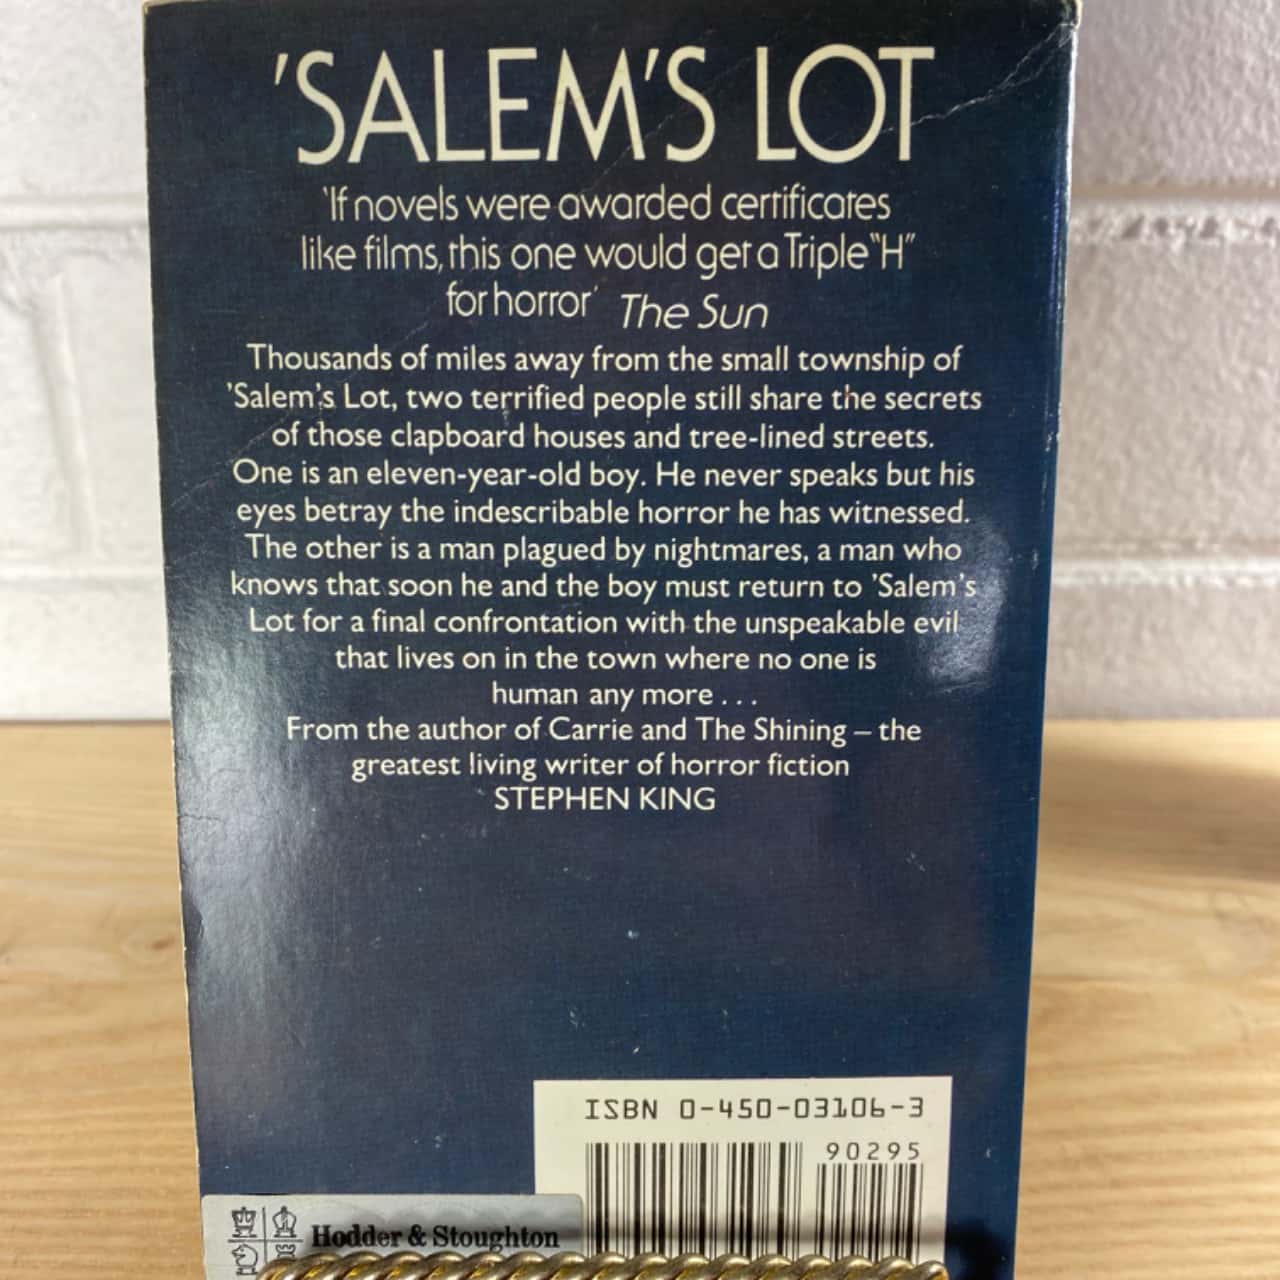 'SALEM'S LOT
'If novels were awarded certificates
like films, this one would get a Triple "H"
for horror' The Sun
Thousands of miles away from the small township of
'Salem's Lot, two terrified people still share the secrets
of those clapboard houses and tree-lined streets.
One is an eleven-year-old boy. He never speaks but his
eyes betray the indescribable horror he has witnessed.
The other is a man plagued by nightmares, a man who
knows that soon he and the boy must return to 'Salem's
Lot for a final confrontation with the unspeakable evil
that lives on in the town where no one is
human any more . . .
From the author of Carrie and The Shining – the
greatest living writer of horror fiction
STEPHEN KING
ISBN 0-450-03106-3
90295
Hodder & Stoughton